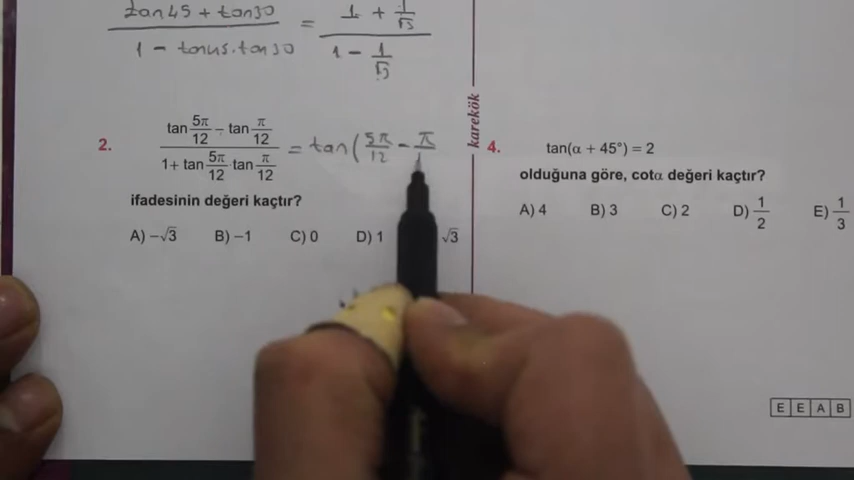 tan45 + tan30 / 1 - tan45.tan30 = 1 + 1/√3 / 1 - 1/√3
2. tan 5π/12 - tan π/12 / 1 + tan 5π/12 . tan π/12 = tan( 5π/12 - π/1
ifadesinin değeri kaçtır?
A) -√3 B) -1 C) 0 D) 1 √3
karekök
4. tan(α + 45°) = 2
olduğuna göre, cotα değeri kaçtır?
A) 4 B) 3 C) 2 D) 1/2 E) 1/3
E E A B